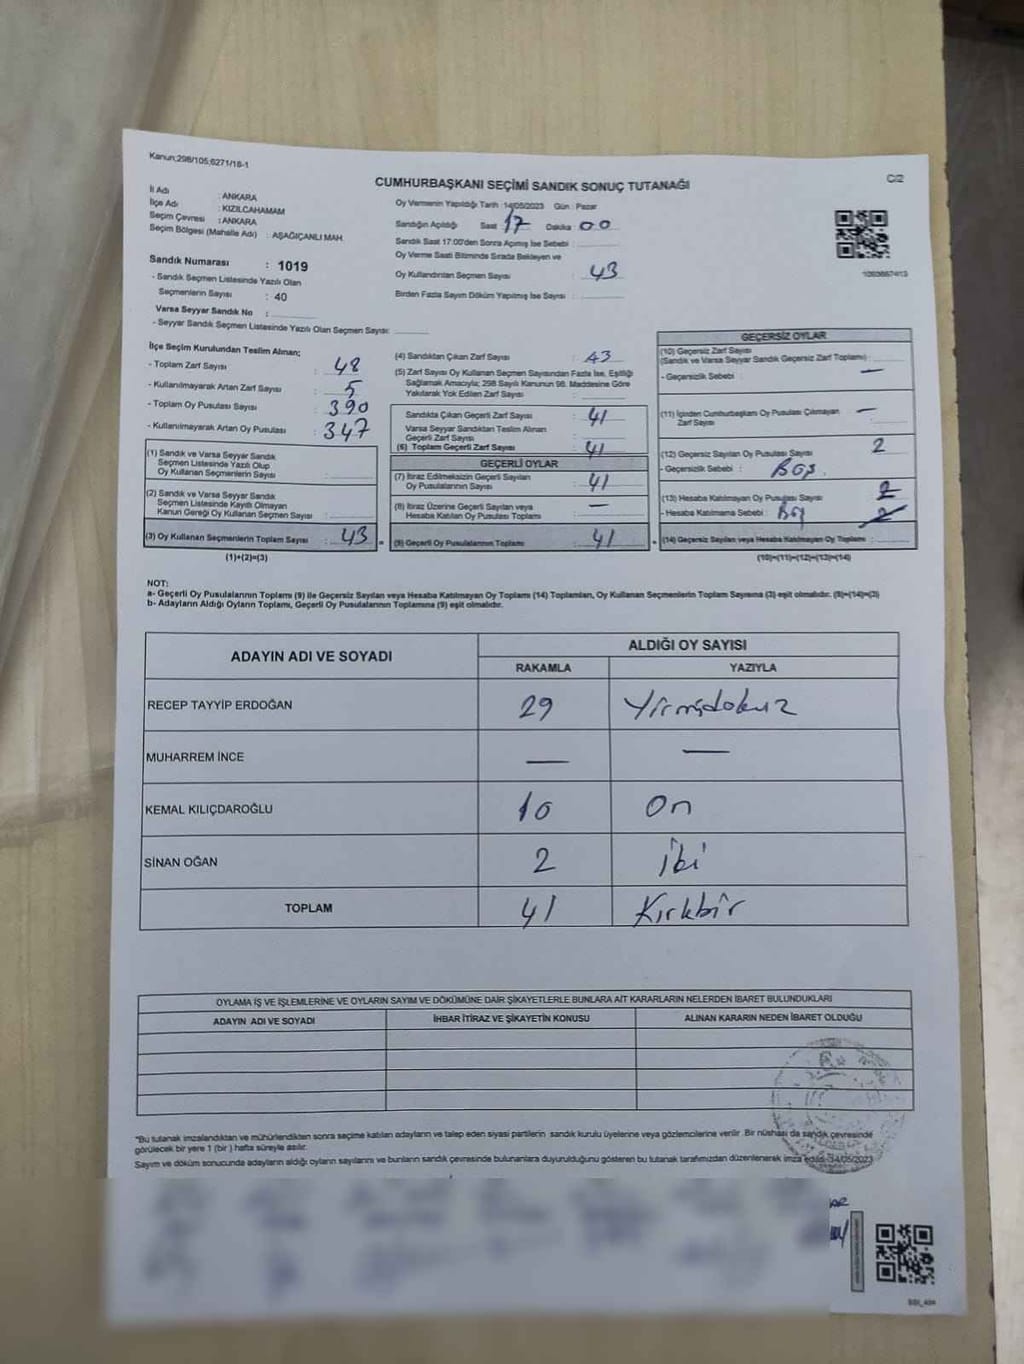 Kanun;298/105;6271/18-1
CUMHURBAŞKANI SEÇİMİ SANDIK SONUÇ TUTANAĞI
C/2
İl Adı : ANKARA
İlçe Adı : KIZILCAHAMAM
Seçim Çevresi : ANKARA
Seçim Bölgesi (Mahalle Adı) : AŞAĞIÇANLI MAH.
Sandık Numarası : 1019
- Sandık Seçmen Listesinde Yazılı Olan
Seçmenlerin Sayısı : 40
Varsa Seyyar Sandık No :
- Seyyar Sandık Seçmen Listesinde Yazılı Olan Seçmen Sayısı:
Oy Vermenin Yapıldığı Tarih :14/05/2023 Gün : Pazar
Sandığın Açıldığı Saat 17 Dakika 00
Sandık Saat 17:00'den Sonra Açılmış İse Sebebi :
Oy Verme Saati Bitiminde Sırada Bekleyen ve
Oy Kullandırılan Seçmen Sayısı : 43
Birden Fazla Sayım Döküm Yapılmış İse Sayısı :
İlçe Seçim Kurulundan Teslim Alınan;
- Toplam Zarf Sayısı : 48
- Kullanılmayarak Artan Zarf Sayısı : 5
- Toplam Oy Pusulası Sayısı : 390
- Kullanılmayarak Artan Oy Pusulası : 347
(1) Sandık ve Varsa Seyyar Sandık
Seçmen Listesinde Yazılı Olup
Oy Kullanan Seçmenlerin Sayısı :
(2) Sandık ve Varsa Seyyar Sandık
Seçmen Listesinde Kayıtlı Olmayan
Kanun Gereği Oy Kullanan Seçmen Sayısı :
(3) Oy Kullanan Seçmenlerin Toplam Sayısı : 43 =
(1)+(2)=(3)
(4) Sandıktan Çıkan Zarf Sayısı : 43
(5) Zarf Sayısı Oy Kullanan Seçmen Sayısından Fazla İse, Eşitliği
Sağlamak Amacıyla; 298 Sayılı Kanunun 98. Maddesine Göre
Yakılarak Yok Edilen Zarf Sayısı :
Sandıkta Çıkan Geçerli Zarf Sayısı : 41
Varsa Seyyar Sandıktan Teslim Alınan
Geçerli Zarf Sayısı :
(6) Toplam Geçerli Zarf Sayısı : 41
GEÇERLİ OYLAR
(7) İtiraz Edilmeksizin Geçerli Sayılan
Oy Pusulalarının Sayısı : 41
(8) İtiraz Üzerine Geçerli Sayılan veya
Hesaba Katılan Oy Pusulası Toplamı : —
(9) Geçerli Oy Pusulalarının Toplamı : 41 +
GEÇERSİZ OYLAR
(10) Geçersiz Zarf Sayısı
(Sandık ve Varsa Seyyar Sandık Geçersiz Zarf Toplamı) : —
- Geçersizlik Sebebi :
(11) İçinden Cumhurbaşkanı Oy Pusulası Çıkmayan —
Zarf Sayısı :
(12) Geçersiz Sayılan Oy Pusulası Sayısı : 2
- Geçersizlik Sebebi : Boş.
(13) Hesaba Katılmayan Oy Pusulası Sayısı : 2
- Hesaba Katılmama Sebebi : Boş 2
(14) Geçersiz Sayılan veya Hesaba Katılmayan Oy Toplamı :
(10)+(11)+(12)+(13)=(14)
NOT:
a- Geçerli Oy Pusulalarının Toplamı (9) ile Geçersiz Sayılan veya Hesaba Katılmayan Oy Toplamı (14) Toplamları, Oy Kullanan Seçmenlerin Toplam Sayısına (3) eşit olmalıdır. (9)+(14)=(3)
b- Adayların Aldığı Oyların Toplamı, Geçerli Oy Pusulalarının Toplamına (9) eşit olmalıdır.
ADAYIN ADI VE SOYADI
ALDIĞI OY SAYISI
RAKAMLA YAZIYLA
RECEP TAYYİP ERDOĞAN 29 Yirmidokuz
MUHARREM İNCE — —
KEMAL KILIÇDAROĞLU 10 On
SİNAN OĞAN 2 İki
TOPLAM 41 Kırkbir
OYLAMA İŞ VE İŞLEMLERİNE VE OYLARIN SAYIM VE DÖKÜMÜNE DAİR ŞİKAYETLERLE BUNLARA AİT KARARLARIN NELERDEN İBARET BULUNDUKLARI
ADAYIN ADI VE SOYADI İHBAR İTİRAZ VE ŞİKAYETİN KONUSU ALINAN KARARIN NEDEN İBARET OLDUĞU
*Bu tutanak imzalandıktan ve mühürlendikten sonra seçime katılan adayların ve talep eden siyasi partilerin sandık kurulu üyelerine veya gözlemcilerine verilir. Bir nüshası da sandık çevresinde
görülecek bir yere 1 (bir) hafta süreyle asılır.
Sayım ve döküm sonucunda adayların aldığı oyların sayılarını ve bunların sandık çevresinde bulunanlara duyurulduğunu gösteren bu tutanak tarafımızdan düzenlenerek imza edildi. 14/05/2023